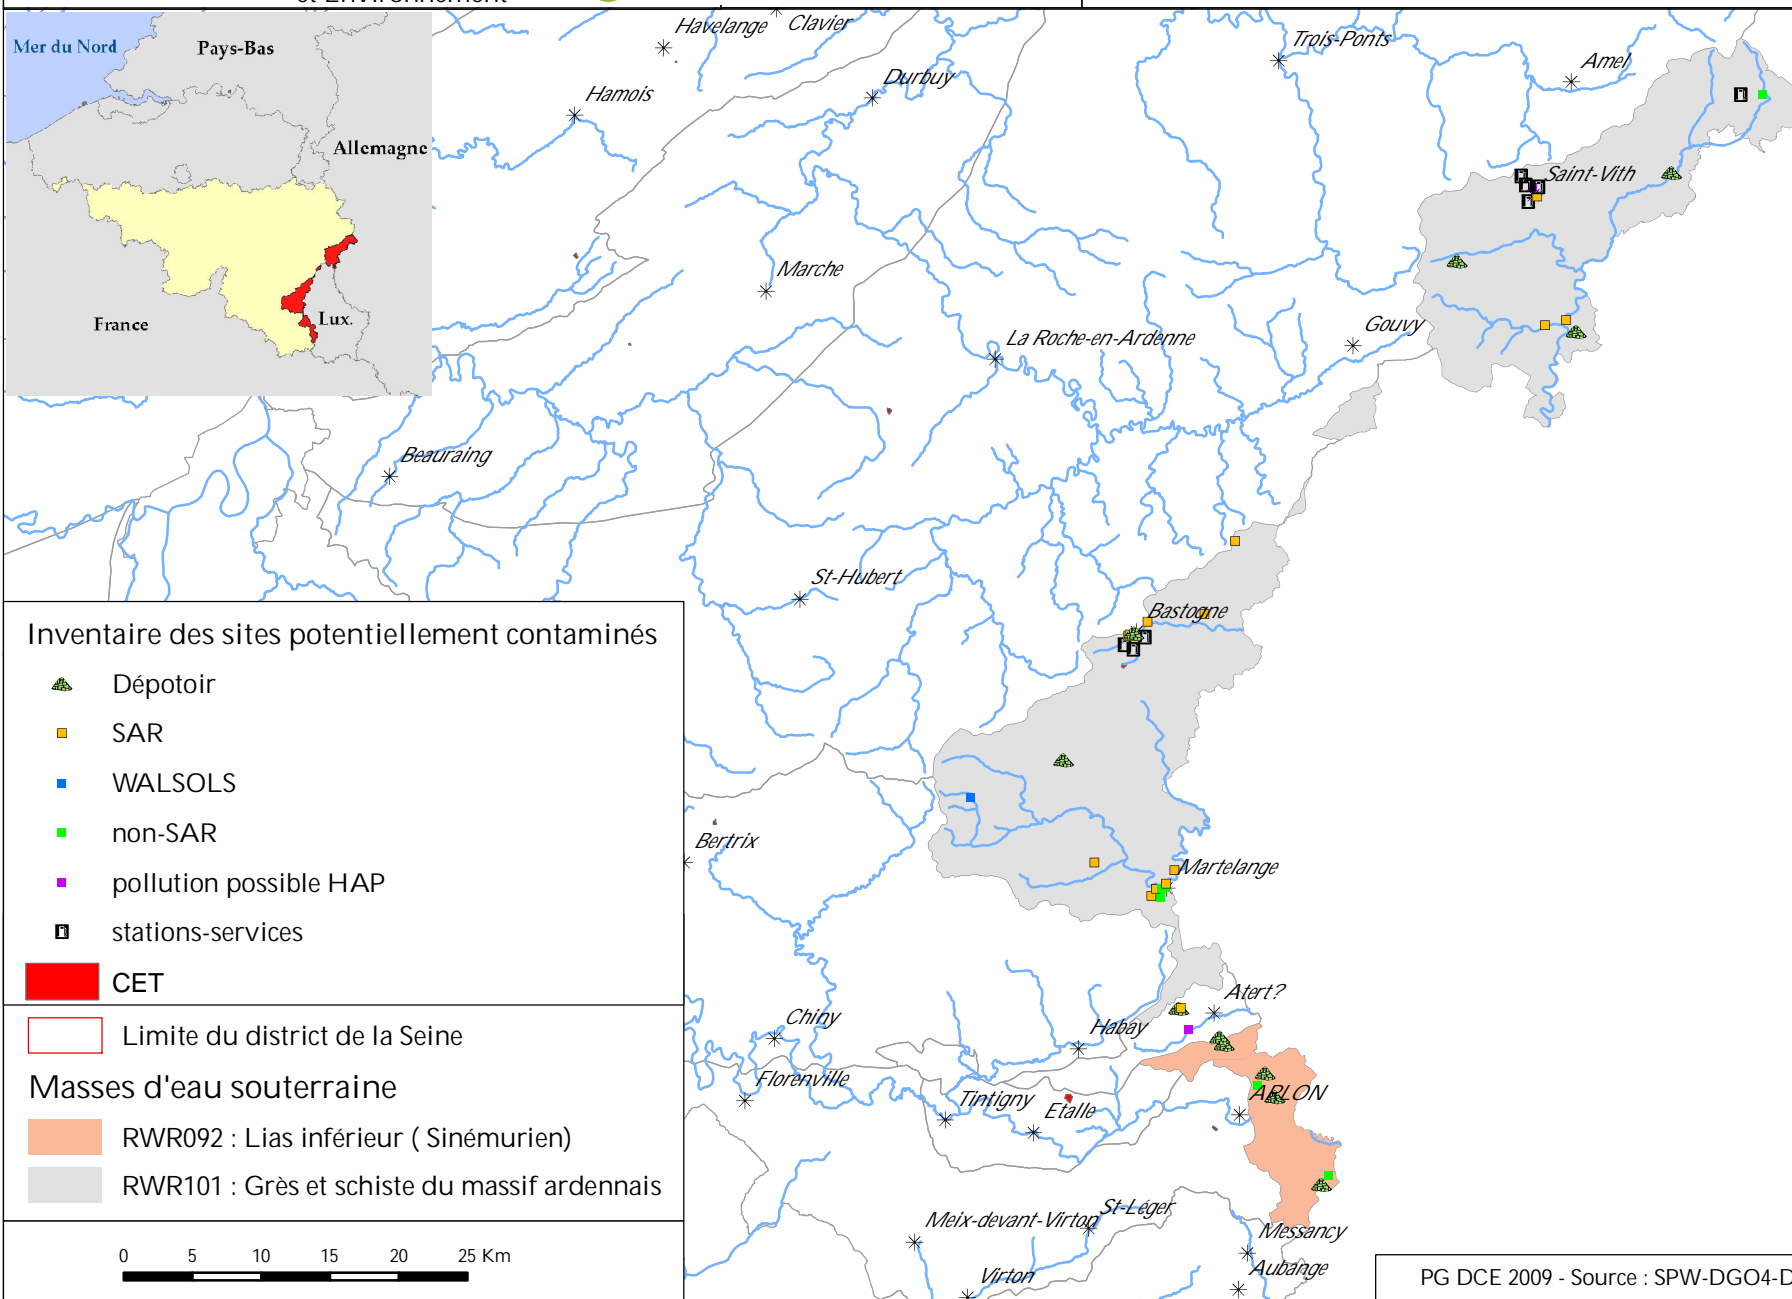 et Environnement
Mer du Nord
Pays-Bas
Allemagne
France
Lux.
Havelange
Clavier
Hamois
Durbuy
Trois-Ponts
Amel
Saint-Vith
Marche
La Roche-en-Ardenne
Gouvy
Beauraing
St-Hubert
Bastogne
Bertrix
Martelange
Atert?
Habay
Chiny
Florenville
Tintigny
Etalle
ARLON
Meix-devant-Virton
St-Léger
Messancy
Virton
Aubange
Inventaire des sites potentiellement contaminés
Dépotoir
SAR
WALSOLS
non-SAR
pollution possible HAP
stations-services
CET
Limite du district de la Seine
Masses d'eau souterraine
RWR092 : Lias inférieur ( Sinémurien)
RWR101 : Grès et schiste du massif ardennais
0 5 10 15 20 25 Km
PG DCE 2009 - Source : SPW-DGO4-D